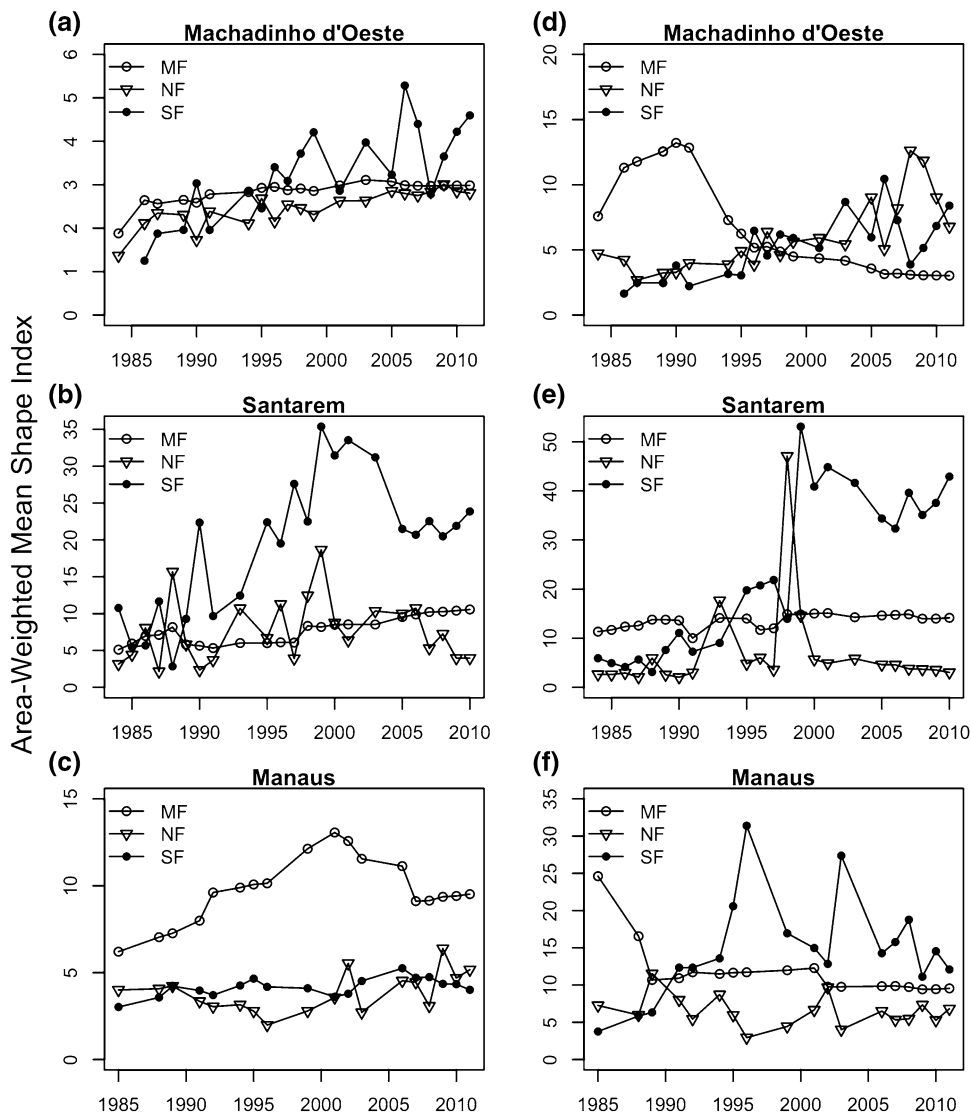 Area-Weighted Mean Shape Index
(a)
Machadinho d'Oeste
MF
NF
SF
0 1 2 3 4 5 6
1985 1990 1995 2000 2005 2010
(d)
Machadinho d'Oeste
MF
NF
SF
0 5 10 15 20
1985 1990 1995 2000 2005 2010
(b)
Santarem
MF
NF
SF
0 5 10 15 20 25 30 35
1985 1990 1995 2000 2005 2010
(e)
Santarem
MF
NF
SF
0 10 20 30 40 50
1985 1990 1995 2000 2005 2010
(c)
Manaus
MF
NF
SF
0 5 10 15
1985 1990 1995 2000 2005 2010
(f)
Manaus
MF
NF
SF
0 5 10 15 20 25 30 35
1985 1990 1995 2000 2005 2010